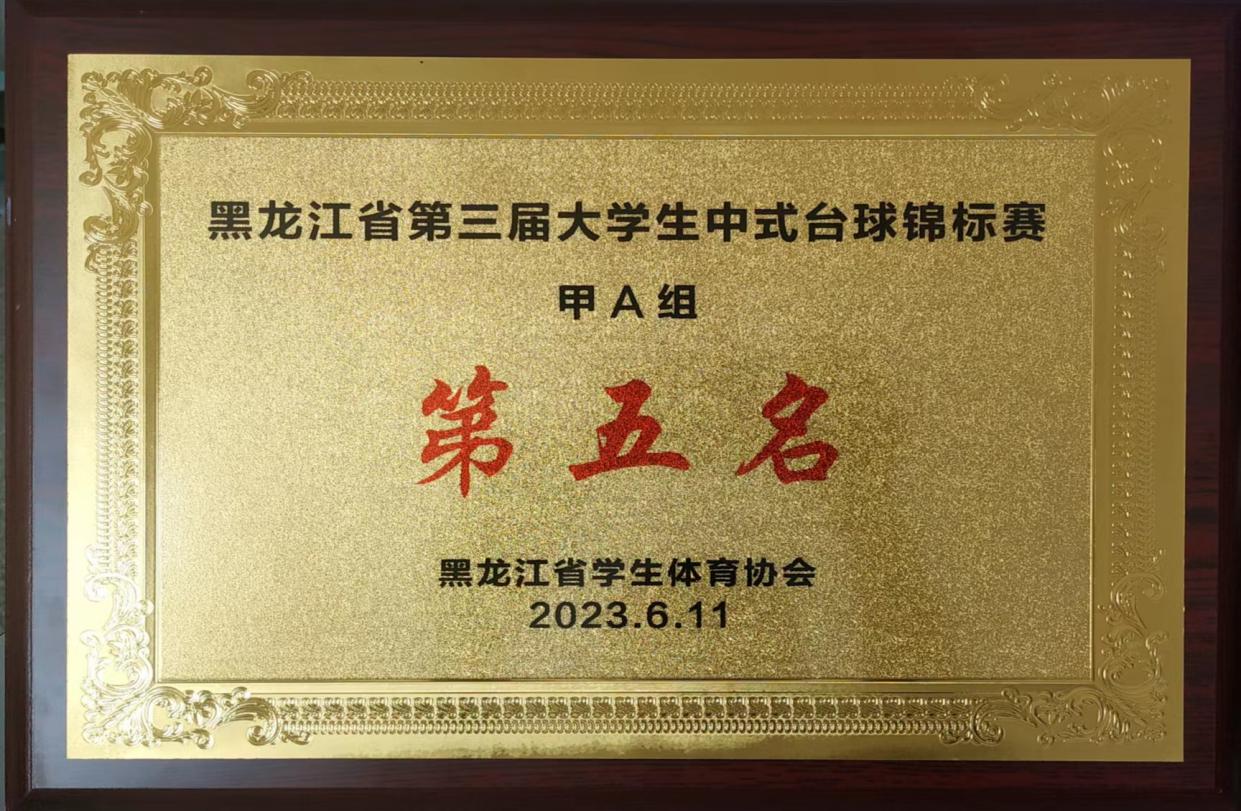 黑龙江省第三届大学生中式台球锦标赛
甲A组
第五名
黑龙江省学生体育协会
2023.6.11